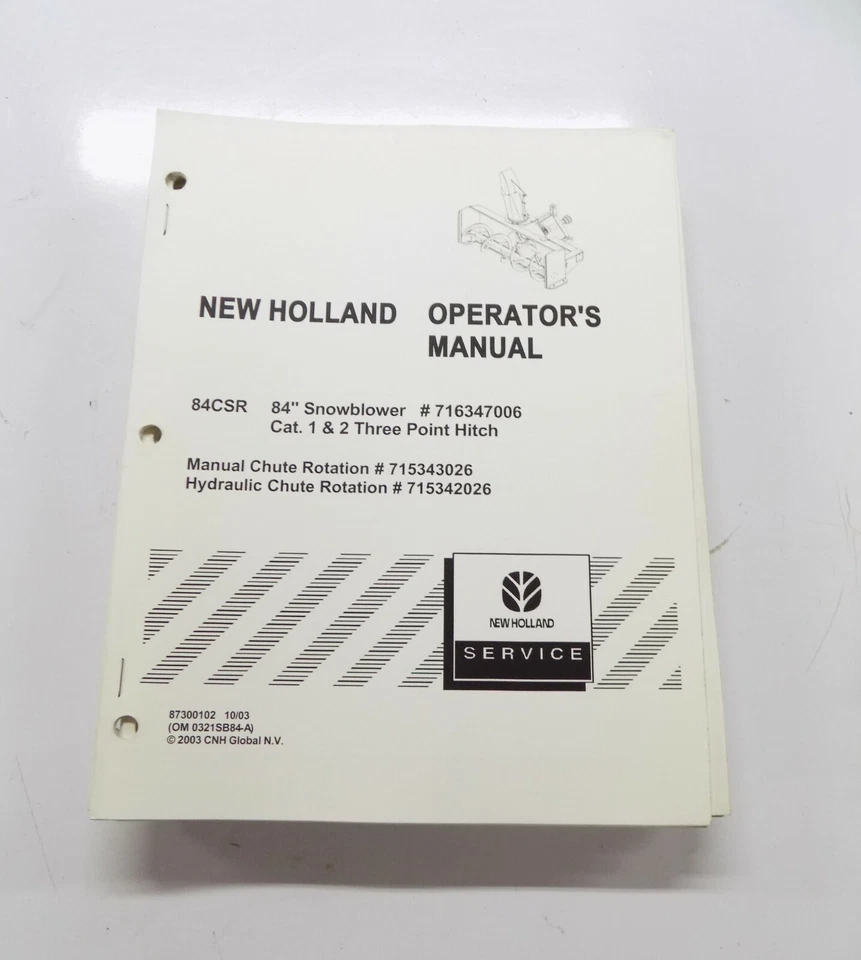 NEW HOLLAND OPERATOR'S
MANUAL
84CSR 84" Snowblower # 716347006
Cat. 1 & 2 Three Point Hitch
Manual Chute Rotation # 715343026
Hydraulic Chute Rotation # 715342026
NEW HOLLAND
SERVICE
87300102 10/03
(OM 0321SB84-A)
© 2003 CNH Global N.V.